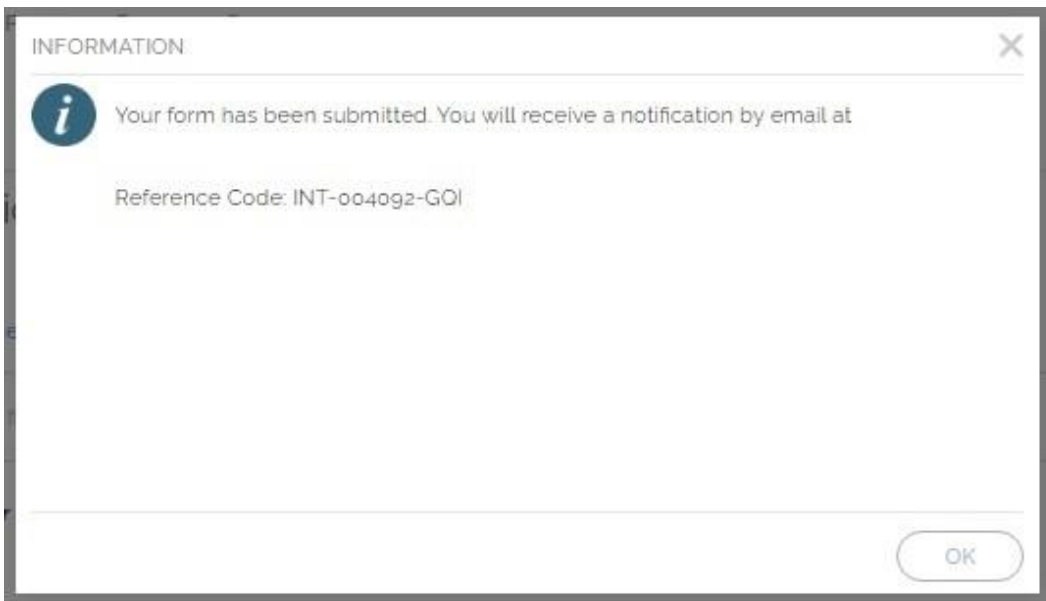 INFORMATION
i
Your form has been submitted. You will receive a notification by email at
Reference Code: INT-004092-GQI
OK